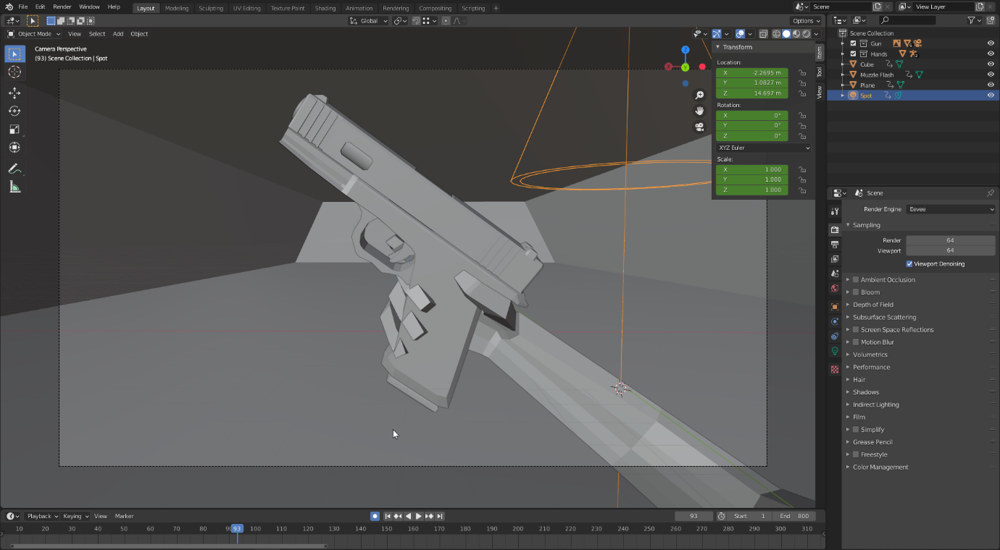 File Edit Render Window Help Layout Modeling Sculpting UV Editing Texture Paint Shading Animation Rendering Compositing Scripting + Scene View Layer
Global Options
Object Mode View Select Add Object
Camera Perspective
(93) Scene Collection | Spot
Z
X
Y
Transform
Location:
X -2.2695 m
Y 1.0827 m
Z 14.697 m
Rotation:
X 0°
Y 0°
Z 0°
XYZ Euler
Scale:
X 1.000
Y 1.000
Z 1.000
Item
Tool
View
Scene Collection
Gun
Hands
Cube
Muzzle Flash
Plane
Spot
Scene
Render Engine Eevee
Sampling
Render 64
Viewport 64
Viewport Denoising
Ambient Occlusion
Bloom
Depth of Field
Subsurface Scattering
Screen Space Reflections
Motion Blur
Volumetrics
Performance
Hair
Shadows
Indirect Lighting
Film
Simplify
Grease Pencil
Freestyle
Color Management
Playback Keying View Marker 93 Start 1 End 800
10 20 30 40 50 60 70 80 93 100 110 120 130 140 150 160 170 180 190 200 210 220 230 240 250 260 270 280 290 300 310